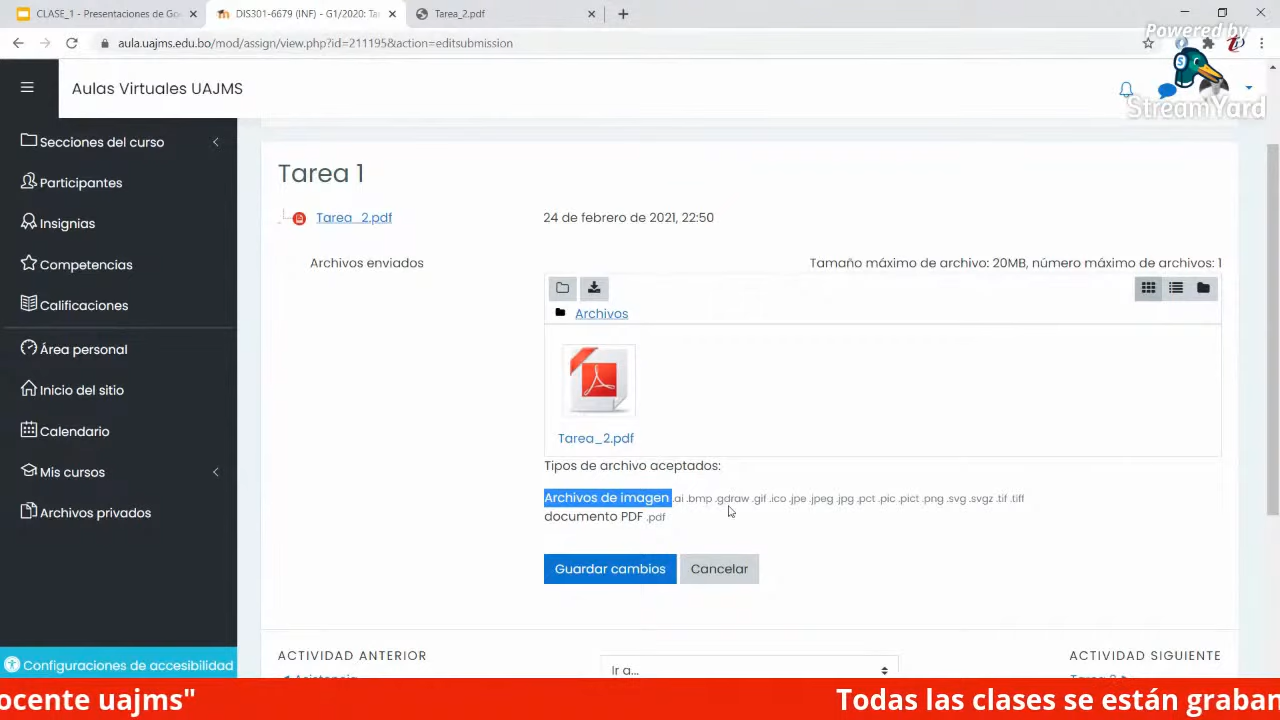 CLASE_1 - Presentaciones de Go
DIS301-6679 (INF) - G1/2020: Ta
Tarea_2.pdf
aula.uajms.edu.bo/mod/assign/view.php?id=211195&action=editsubmission
Powered by
StreamYard
Aulas Virtuales UAJMS
Secciones del curso
Participantes
Insignias
Competencias
Calificaciones
Área personal
Inicio del sitio
Calendario
Mis cursos
Archivos privados
Configuraciones de accesibilidad
Tarea 1
Tarea_2.pdf
24 de febrero de 2021, 22:50
Archivos enviados
Tamaño máximo de archivo: 20MB, número máximo de archivos: 1
Archivos
Tarea_2.pdf
Tipos de archivo aceptados:
Archivos de imagen .ai .bmp .gdraw .gif .ico .jpe .jpeg .jpg .pct .pic .pict .png .svg .svgz .tif .tiff
documento PDF .pdf
Guardar cambios
Cancelar
ACTIVIDAD ANTERIOR
Ir a...
ACTIVIDAD SIGUIENTE
ocente uajms"
Todas las clases se están graban